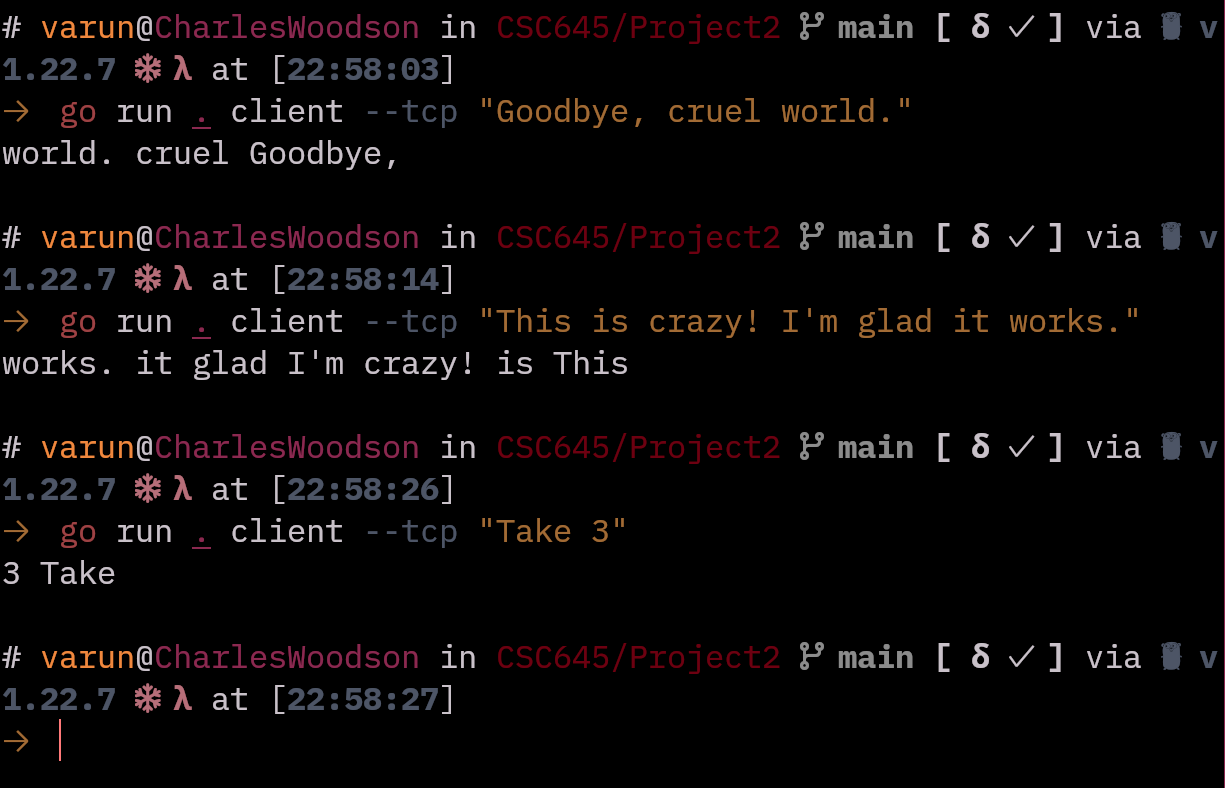 # varun@CharlesWoodson in CSC645/Project2 main [ δ ✓ ] via v
1.22.7 ❄ λ at [22:58:03]
→ go run . client --tcp "Goodbye, cruel world."
world. cruel Goodbye,
# varun@CharlesWoodson in CSC645/Project2 main [ δ ✓ ] via v
1.22.7 ❄ λ at [22:58:14]
→ go run . client --tcp "This is crazy! I'm glad it works."
works. it glad I'm crazy! is This
# varun@CharlesWoodson in CSC645/Project2 main [ δ ✓ ] via v
1.22.7 ❄ λ at [22:58:26]
→ go run . client --tcp "Take 3"
3 Take
# varun@CharlesWoodson in CSC645/Project2 main [ δ ✓ ] via v
1.22.7 ❄ λ at [22:58:27]
→